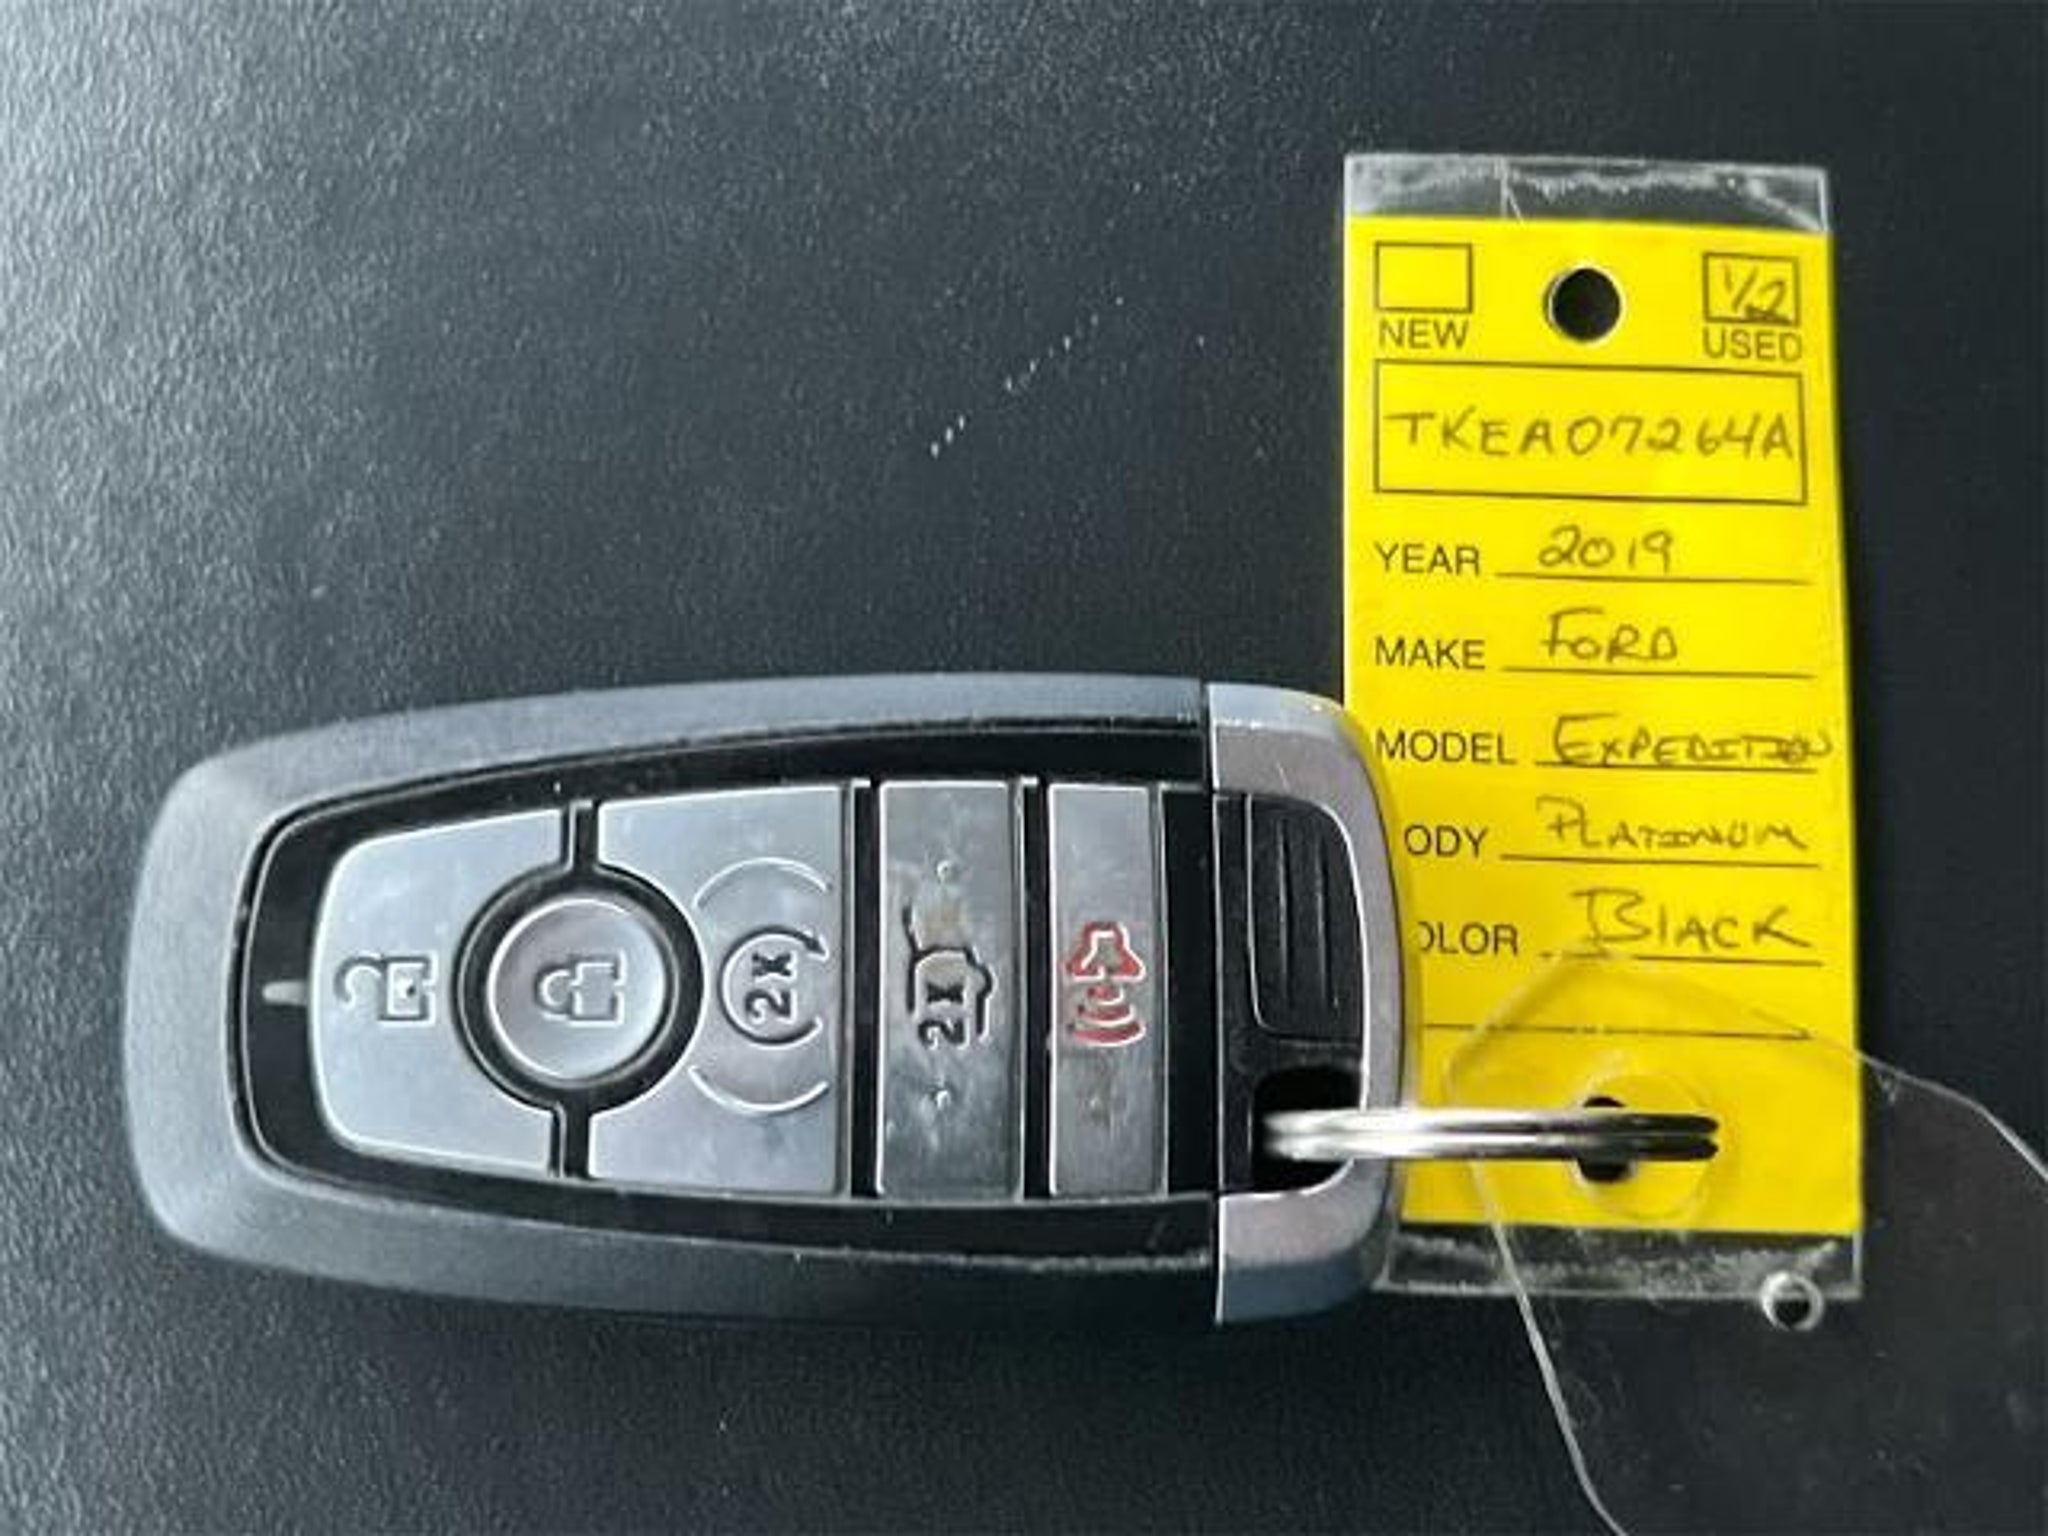 1/2
NEW USED
TKEA07264A
YEAR 2019
MAKE FORD
MODEL EXPEDITION
ODY PLATINUM
OLOR BLACK
2X
2X